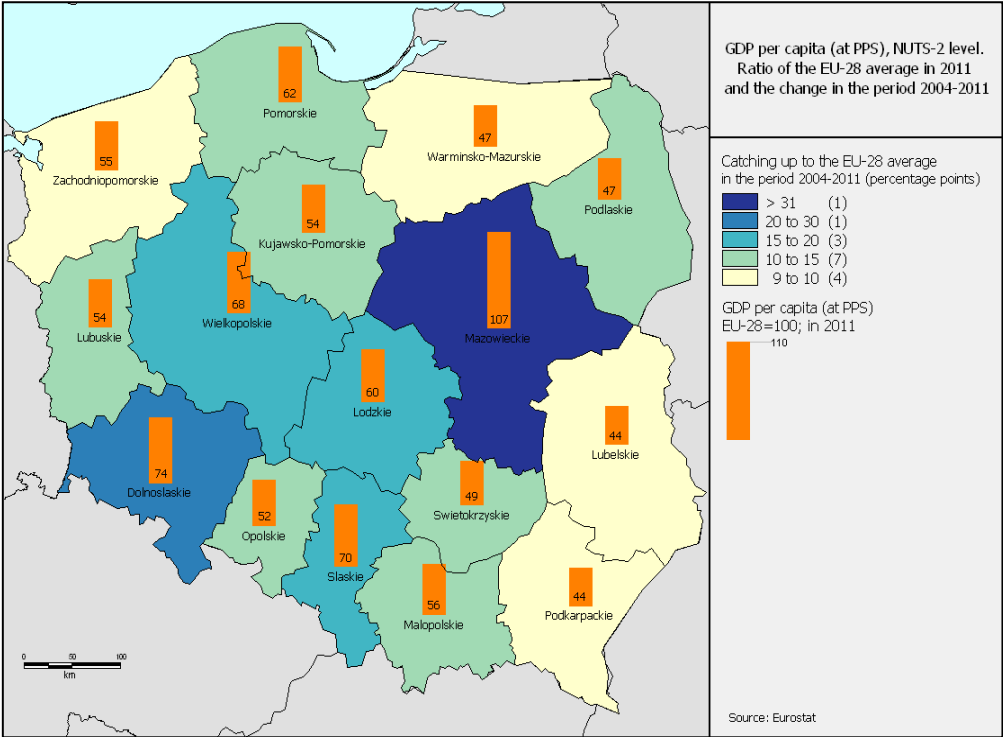 GDP per capita (at PPS), NUTS-2 level.
Ratio of the EU-28 average in 2011
and the change in the period 2004-2011
Catching up to the EU-28 average
in the period 2004-2011 (percentage points)
> 31 (1)
20 to 30 (1)
15 to 20 (3)
10 to 15 (7)
9 to 10 (4)
GDP per capita (at PPS)
EU-28=100; in 2011
110
Source: Eurostat
62
Pomorskie
55
Zachodniopomorskie
47
Warminsko-Mazurskie
47
Podlaskie
54
Kujawsko-Pomorskie
68
Wielkopolskie
107
Mazowieckie
54
Lubuskie
60
Lodzkie
44
Lubelskie
74
Dolnoslaskie
52
Opolskie
49
Swietokrzyskie
70
Slaskie
56
Malopolskie
44
Podkarpackie
0 50 100
km